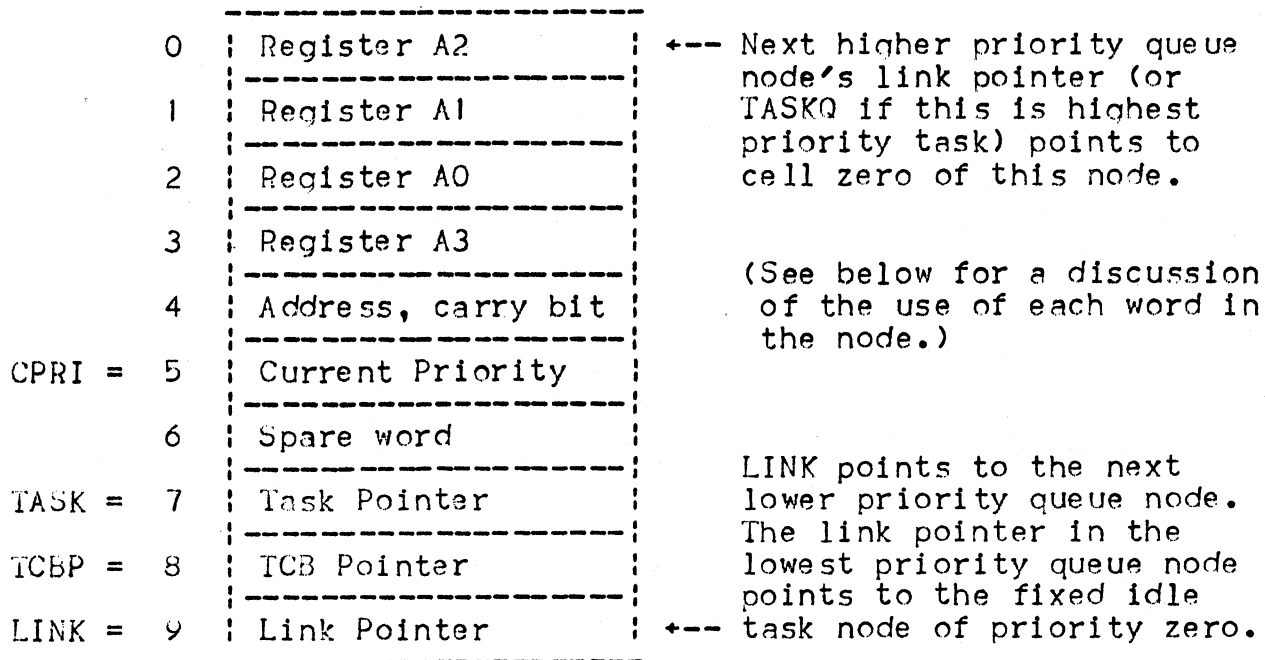 0 Register A2 <-- Next higher priority queue
node's link pointer (or
1 Register A1 TASKQ if this is highest
priority task) points to
2 Register A0 cell zero of this node.
3 Register A3
(See below for a discussion
4 Address, carry bit of the use of each word in
the node.)
CPRI = 5 Current Priority
6 Spare word
LINK points to the next
TASK = 7 Task Pointer lower priority queue node.
The link pointer in the
TCBP = 8 TCB Pointer lowest priority queue node
points to the fixed idle
LINK = 9 Link Pointer <-- task node of priority zero.